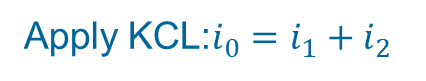 Apply KCL:i₀ = i₁ + i₂